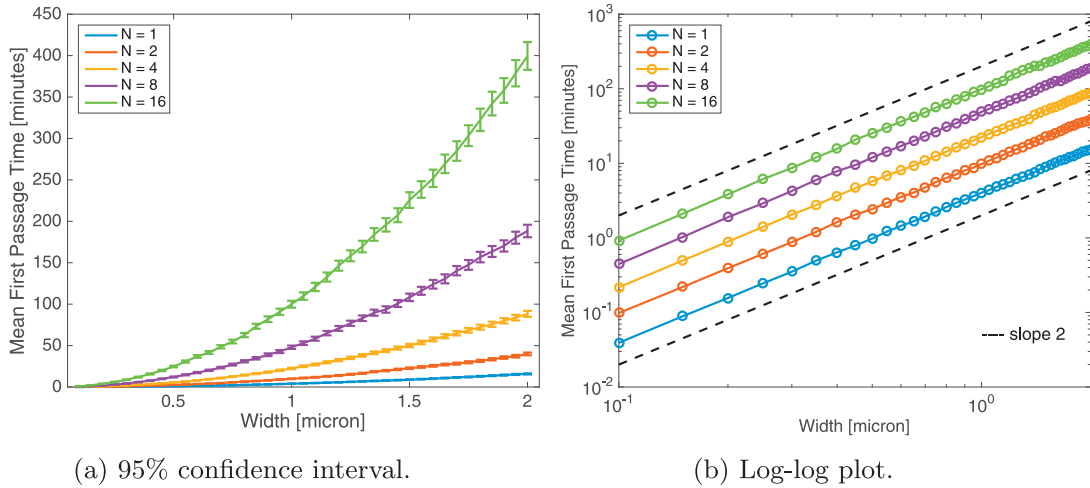 Mean First Passage Time [minutes]
450
400
350
300
250
200
150
100
50
0
N = 1
N = 2
N = 4
N = 8
N = 16
0.5
1
1.5
2
Width [micron]
(a) 95% confidence interval.
Mean First Passage Time [minutes]
10³
10²
10¹
10⁰
10⁻¹
10⁻²
N = 1
N = 2
N = 4
N = 8
N = 16
slope 2
10⁻¹
10⁰
Width [micron]
(b) Log-log plot.